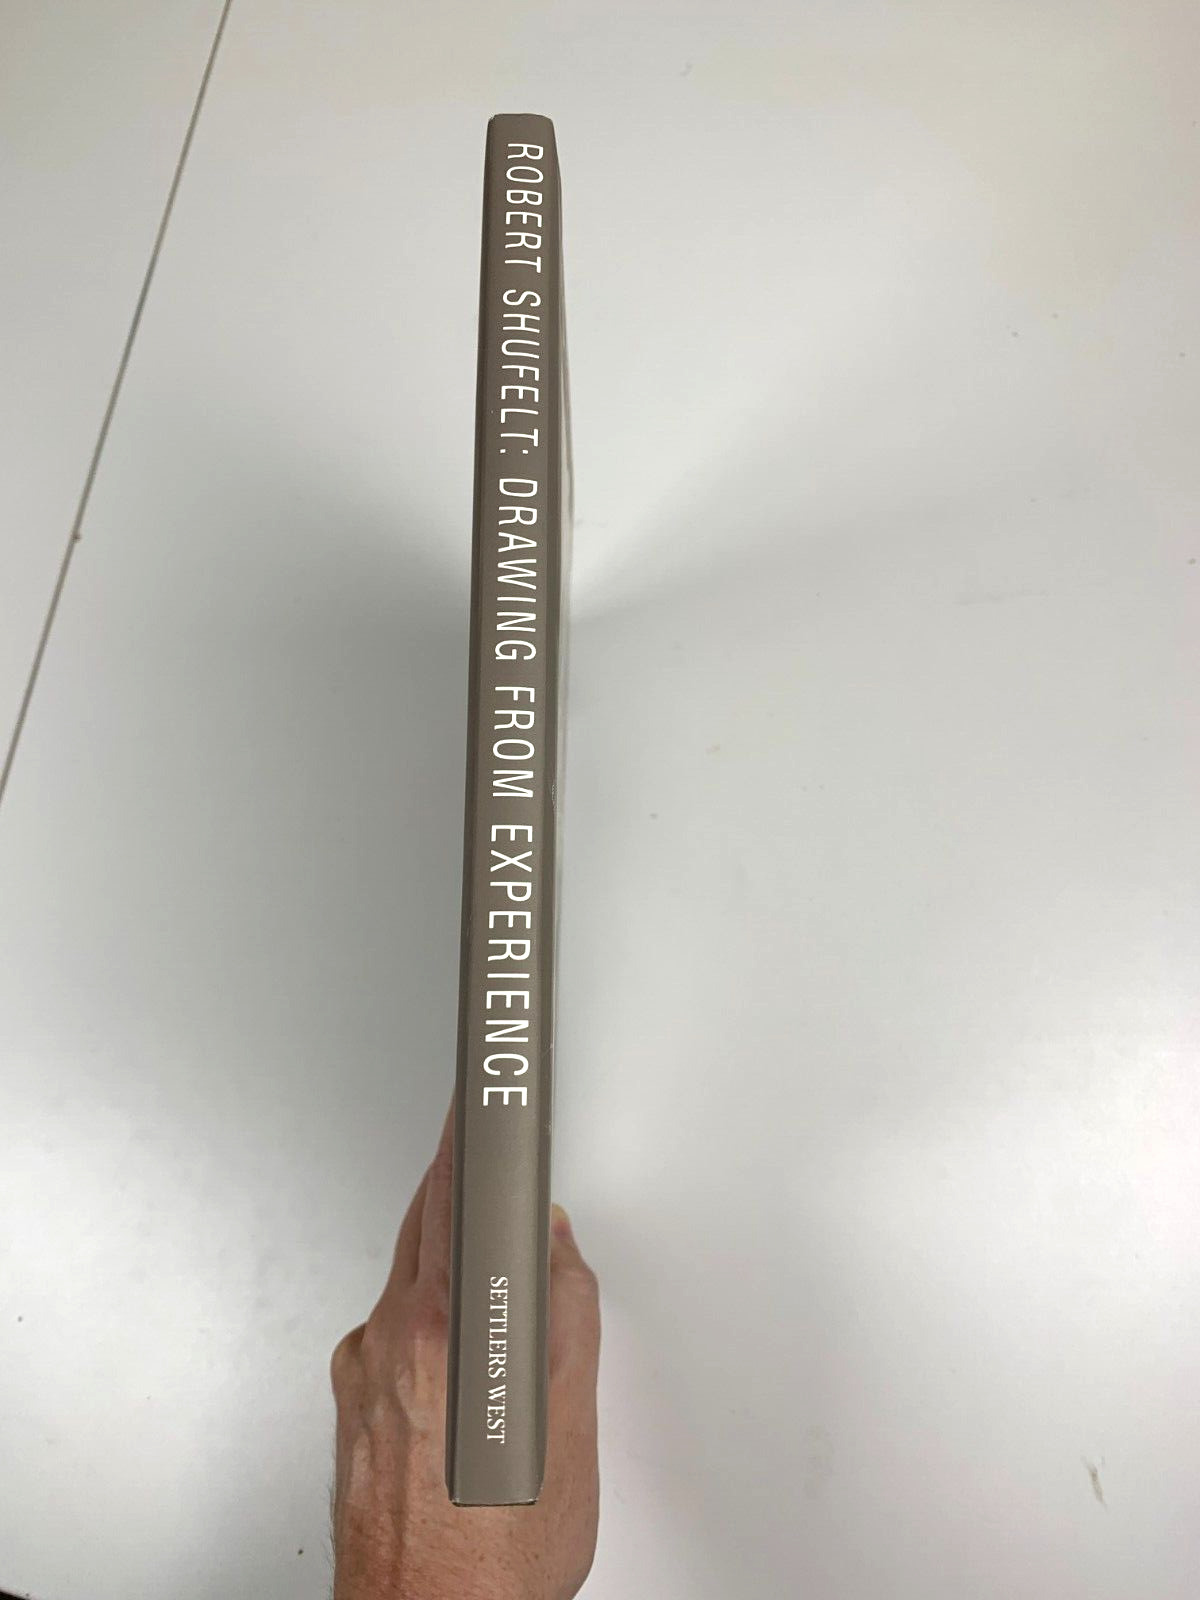 ROBERT SHUFELT: DRAWING FROM EXPERIENCE
SETTLERS WEST